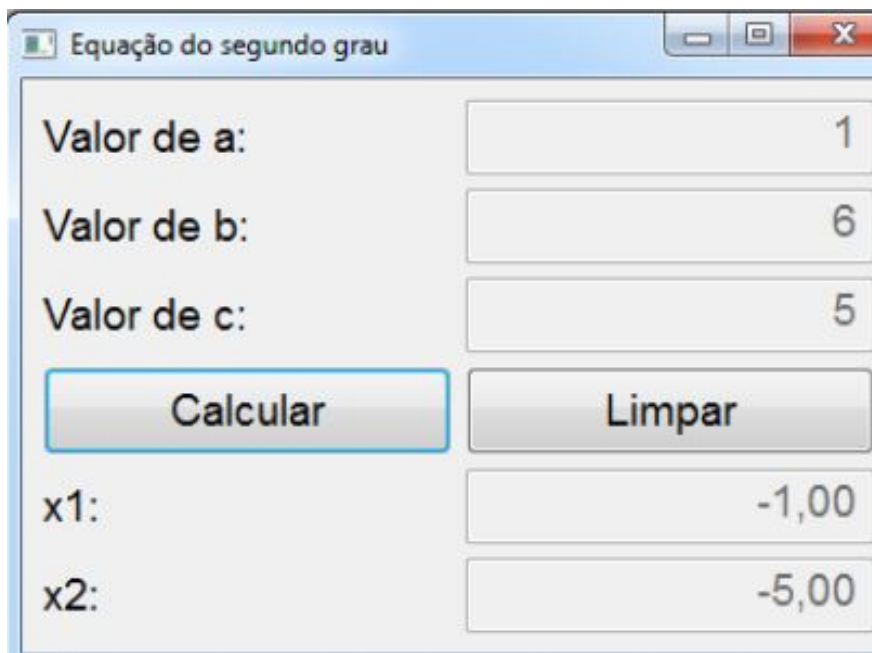 Equação do segundo grau
Valor de a: 1
Valor de b: 6
Valor de c: 5
Calcular Limpar
x1: -1,00
x2: -5,00